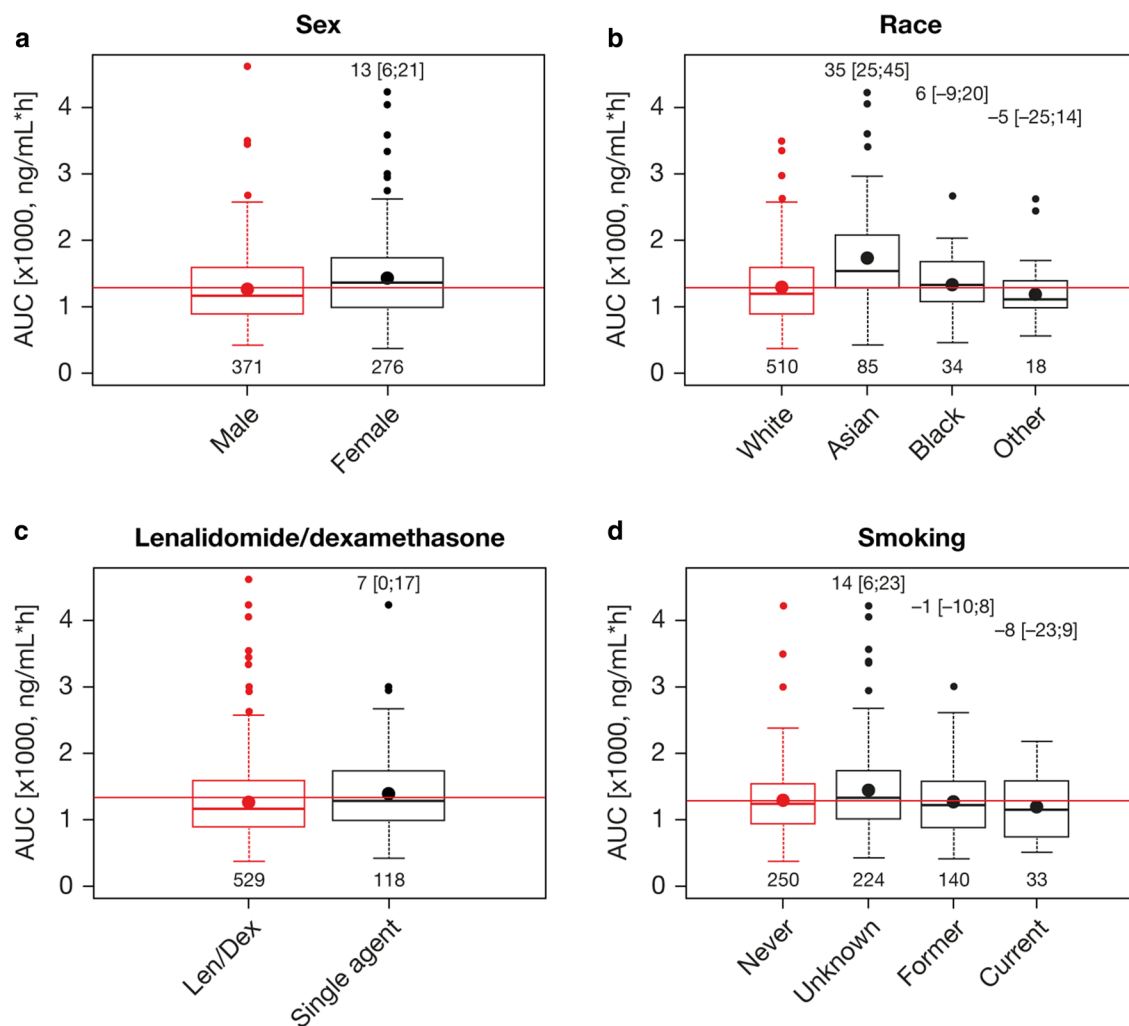 a
Sex
AUC [x1000, ng/mL*h]
4
3
2
1
0
13 [6;21]
371
276
Male
Female
b
Race
AUC [x1000, ng/mL*h]
4
3
2
1
0
35 [25;45]
6 [–9;20]
–5 [–25;14]
510
85
34
18
White
Asian
Black
Other
c
Lenalidomide/dexamethasone
AUC [x1000, ng/mL*h]
4
3
2
1
0
7 [0;17]
529
118
Len/Dex
Single agent
d
Smoking
AUC [x1000, ng/mL*h]
4
3
2
1
0
14 [6;23]
–1 [–10;8]
–8 [–23;9]
250
224
140
33
Never
Unknown
Former
Current